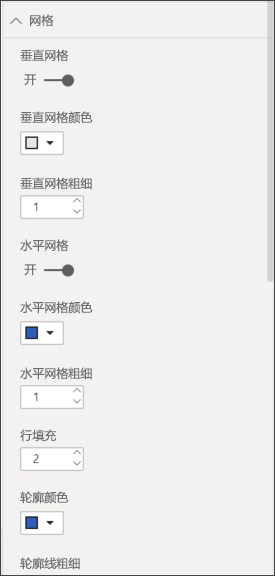 网格
垂直网格
开
垂直网格颜色
垂直网格粗细
1
水平网格
开
水平网格颜色
水平网格粗细
1
行填充
2
轮廓颜色
轮廓线粗细